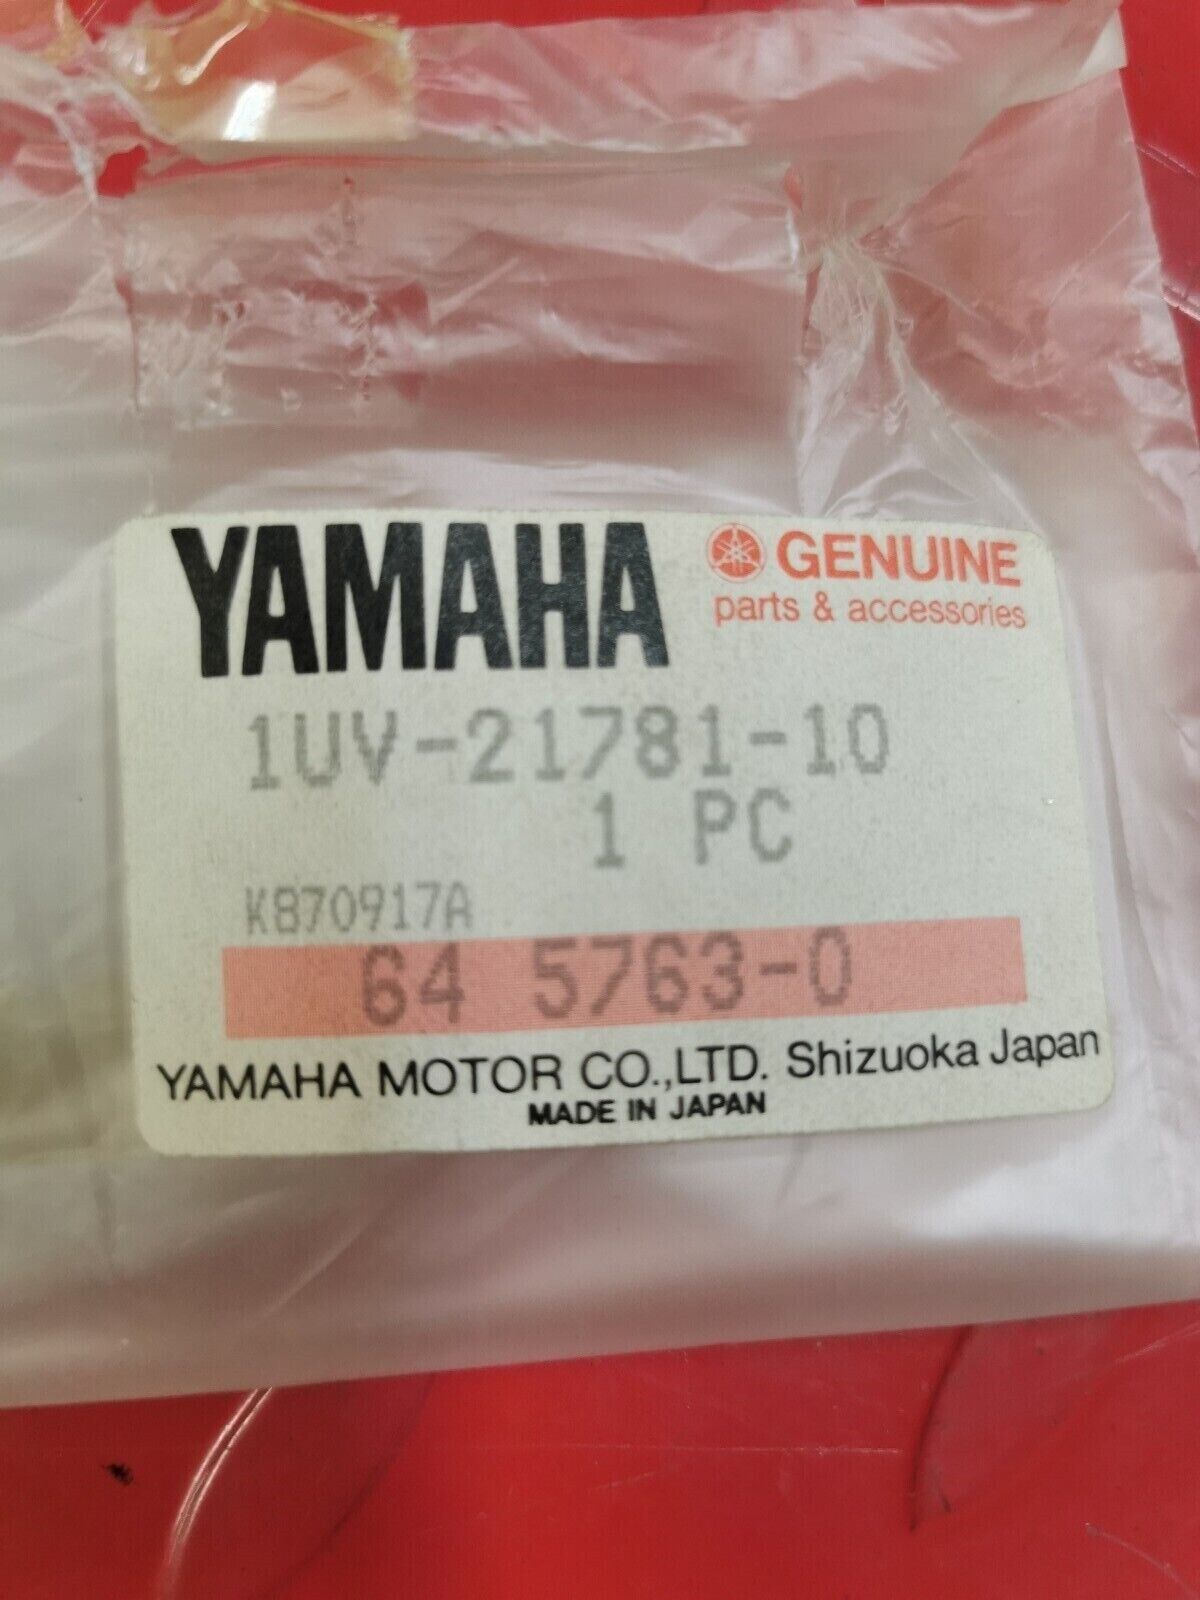 YAMAHA
GENUINE
parts & accessories
1UV-21781-10
1 PC
K870917A
64 5763-0
YAMAHA MOTOR CO.,LTD. Shizuoka Japan
MADE IN JAPAN